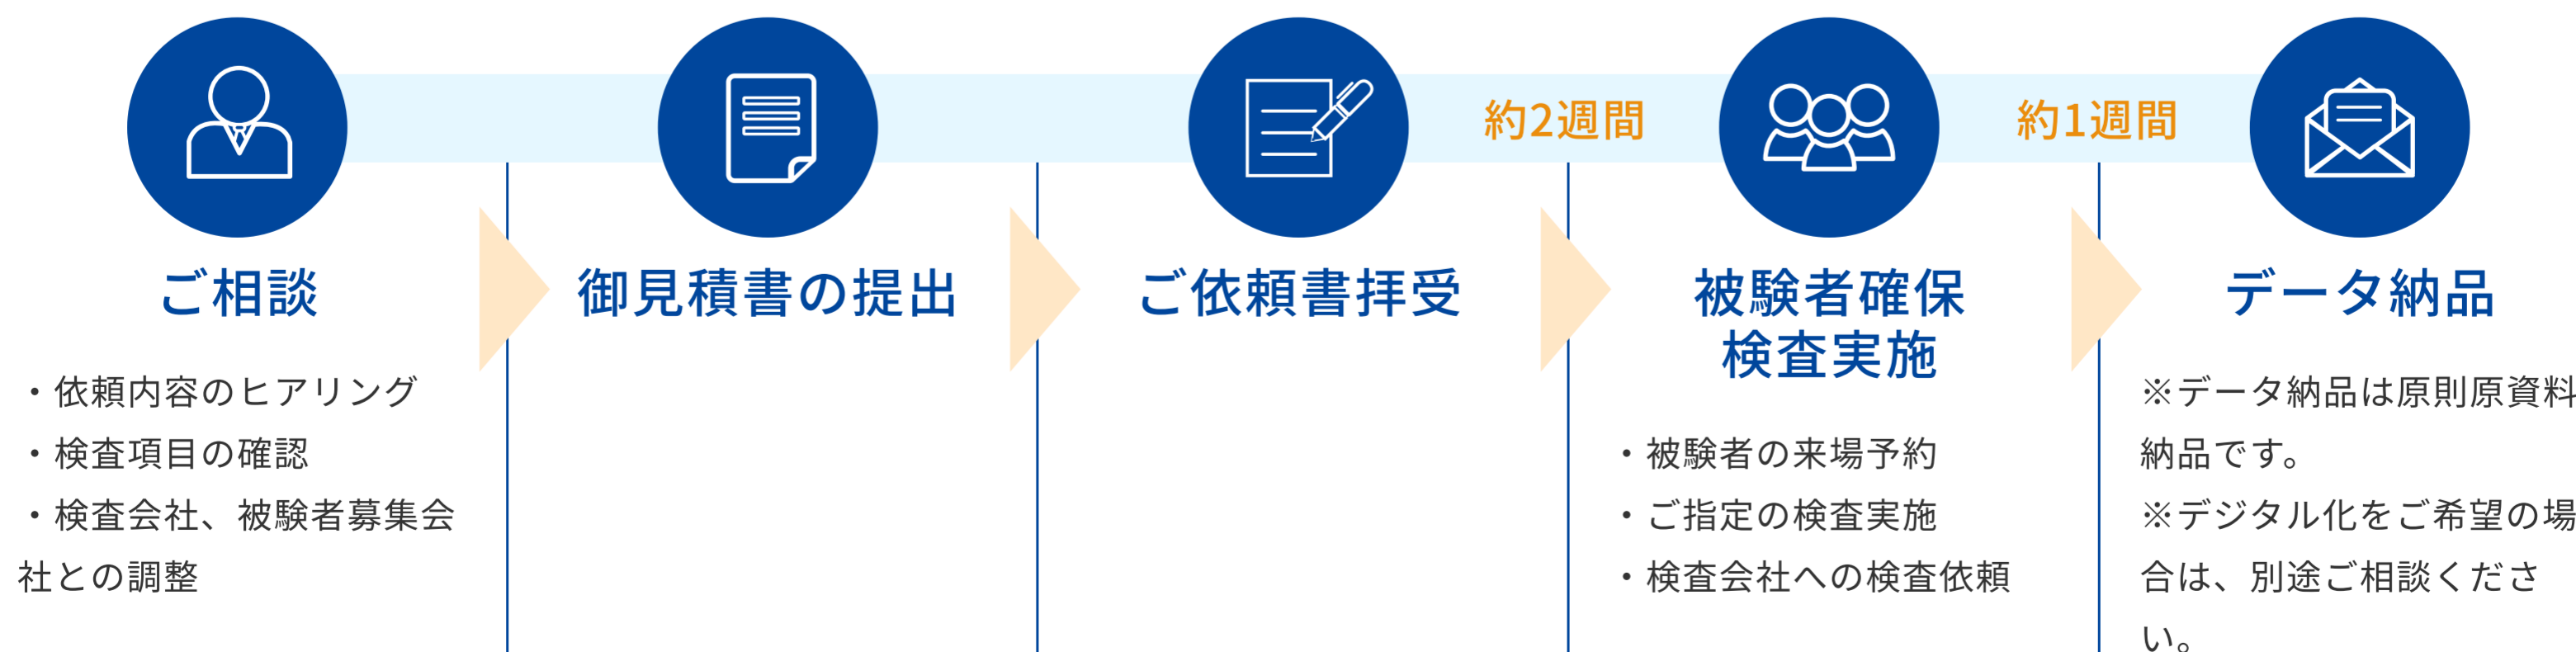 ご相談
・依頼内容のヒアリング
・検査項目の確認
・検査会社、被験者募集会
社との調整
御見積書の提出
ご依頼書拝受
約2週間
被験者確保
検査実施
・被験者の来場予約
・ご指定の検査実施
・検査会社への検査依頼
約1週間
データ納品
※データ納品は原則原資料
納品です。
※デジタル化をご希望の場
合は、別途ご相談くださ
い。